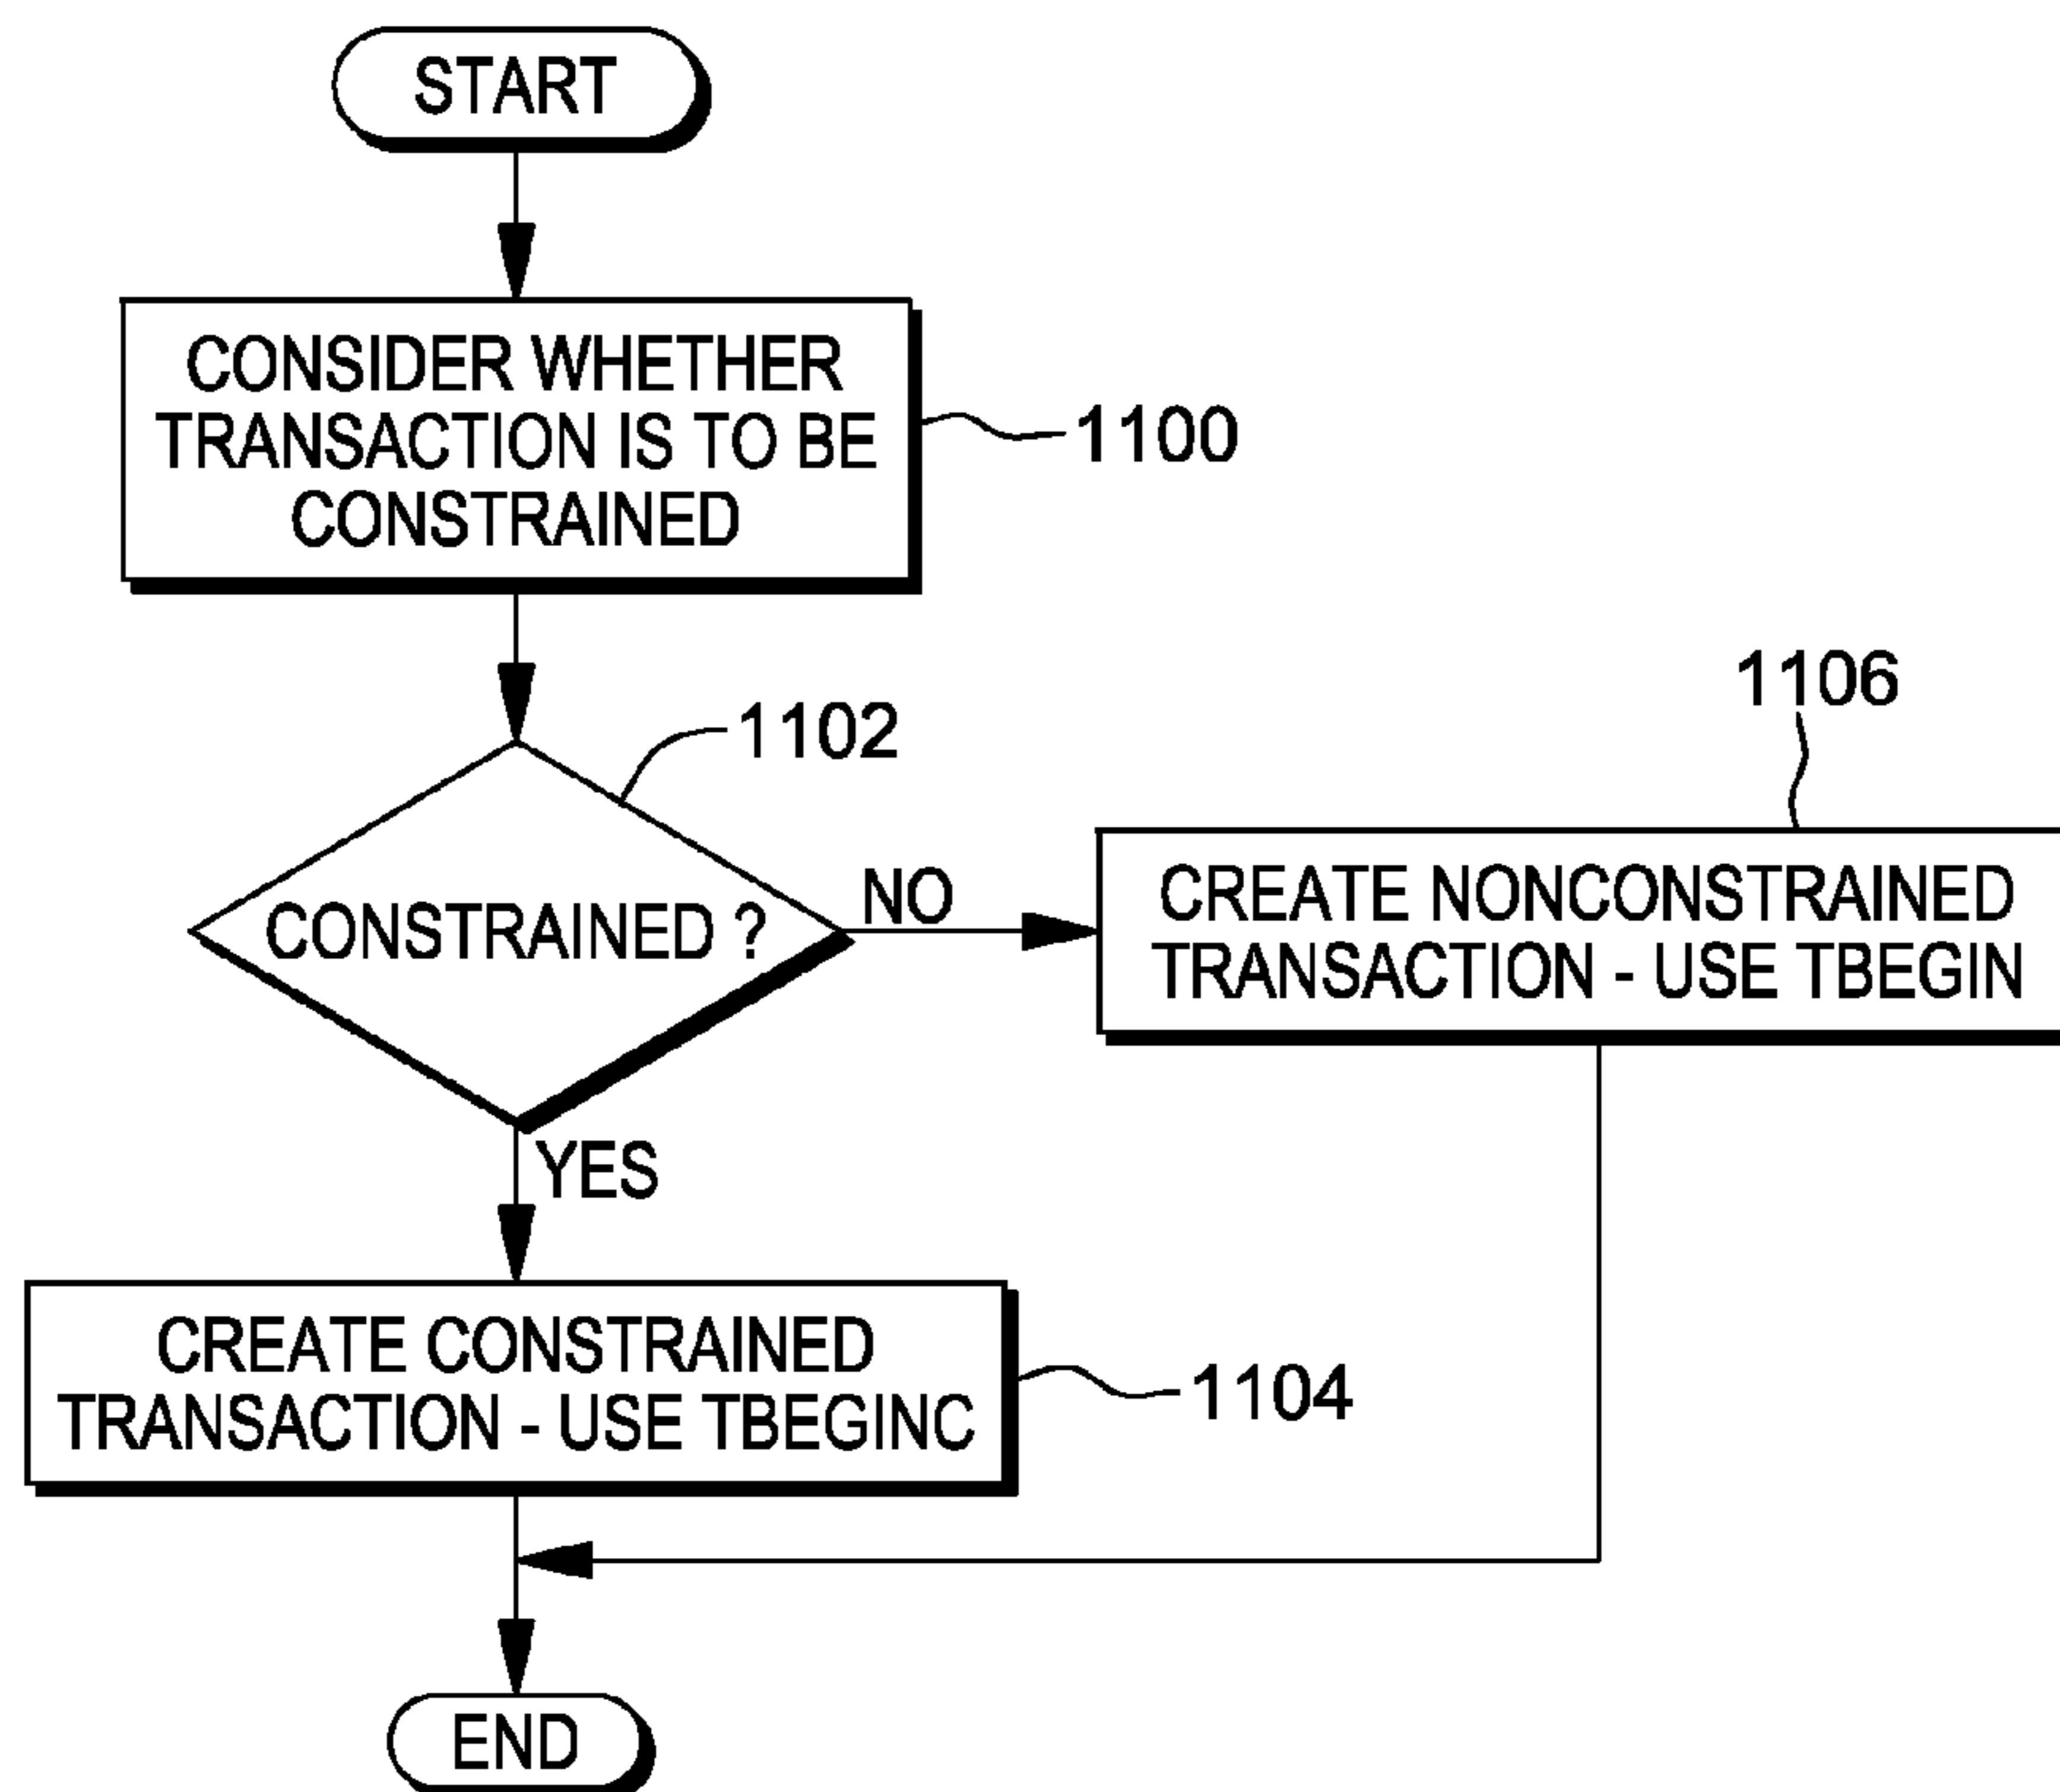 START
CONSIDER WHETHER
TRANSACTION IS TO BE
CONSTRAINED
1100
1102
CONSTRAINED ?
NO
1106
CREATE NONCONSTRAINED
TRANSACTION - USE TBEGIN
YES
CREATE CONSTRAINED
TRANSACTION - USE TBEGINC
1104
END